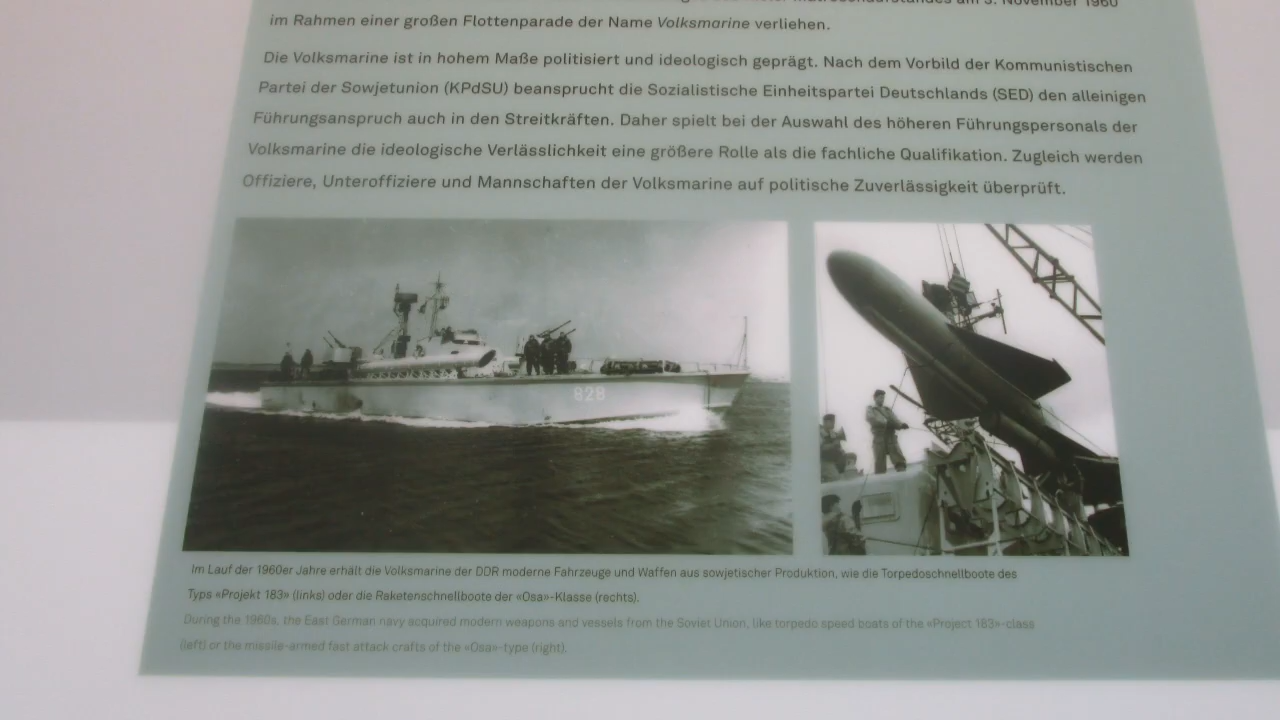 am 3. November 1960
im Rahmen einer großen Flottenparade der Name Volksmarine verliehen.
Die Volksmarine ist in hohem Maße politisiert und ideologisch geprägt. Nach dem Vorbild der Kommunistischen
Partei der Sowjetunion (KPdSU) beansprucht die Sozialistische Einheitspartei Deutschlands (SED) den alleinigen
Führungsanspruch auch in den Streitkräften. Daher spielt bei der Auswahl des höheren Führungspersonals der
Volksmarine die ideologische Verlässlichkeit eine größere Rolle als die fachliche Qualifikation. Zugleich werden
Offiziere, Unteroffiziere und Mannschaften der Volksmarine auf politische Zuverlässigkeit überprüft.
828
Im Lauf der 1960er Jahre erhält die Volksmarine der DDR moderne Fahrzeuge und Waffen aus sowjetischer Produktion, wie die Torpedoschnellboote des
Typs «Projekt 183» (links) oder die Raketenschnellboote der «Osa»-Klasse (rechts).
During the 1960s, the East German navy acquired modern weapons and vessels from the Soviet Union, like torpedo speed boats of the «Project 183»-class
(left) or the missile-armed fast attack crafts of the «Osa»-type (right).